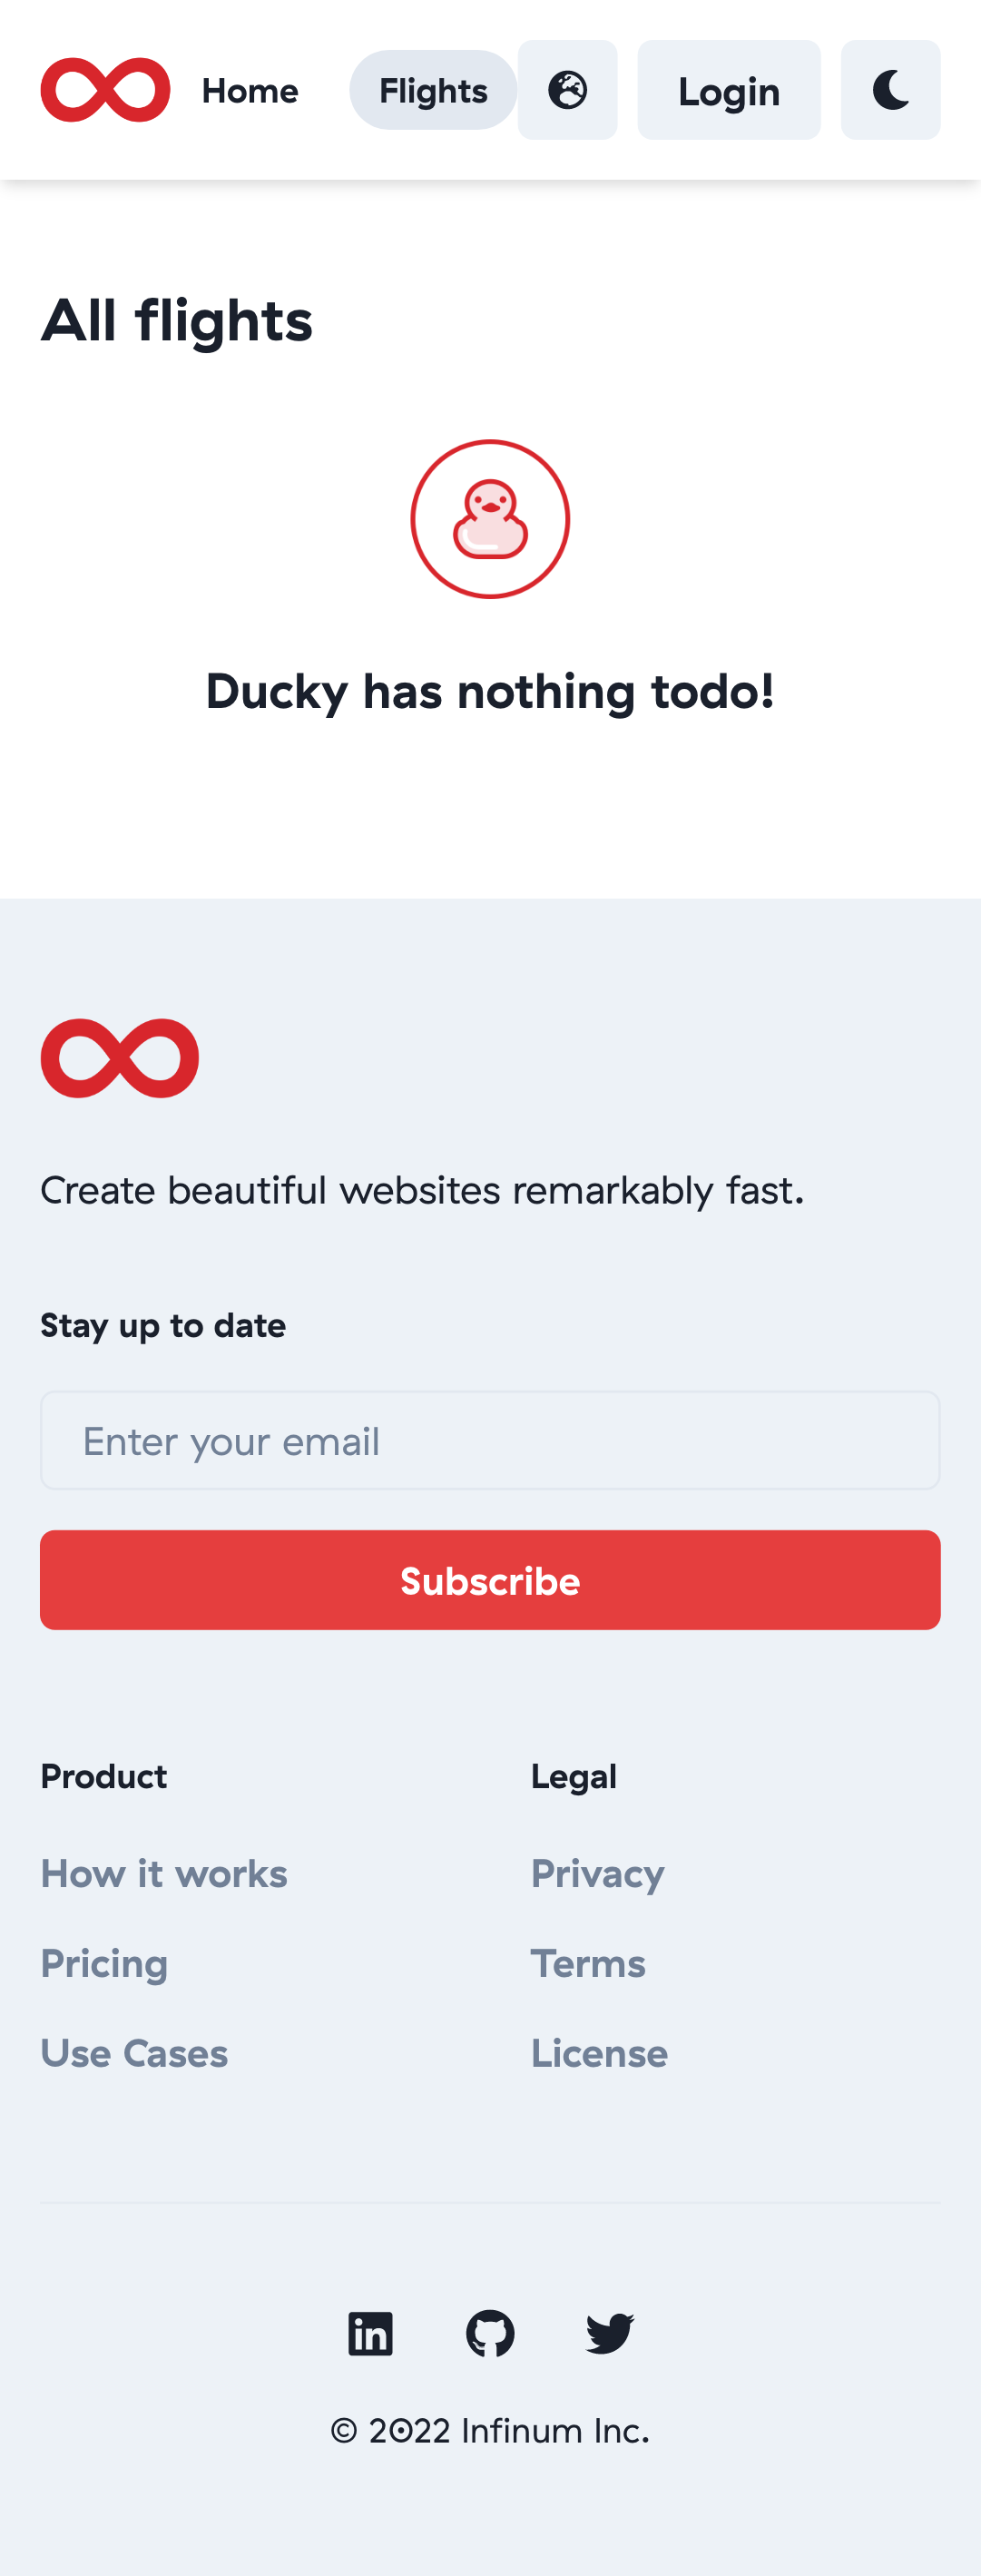 Home Flights Login
All flights
Ducky has nothing todo!
Create beautiful websites remarkably fast.
Stay up to date
Enter your email
Subscribe
Product
How it works
Pricing
Use Cases
Legal
Privacy
Terms
License
© 2022 Infinum Inc.